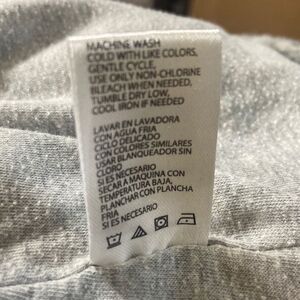 MACHINE WASH
COLD WITH LIKE COLORS,
GENTLE CYCLE,
USE ONLY NON-CHLORINE
BLEACH WHEN NEEDED,
TUMBLE DRY LOW,
COOL IRON IF NEEDED
LAVAR EN LAVADORA
CON AGUA FRIA
CICLO DELICADO
CON COLORES SIMILARES
USAR BLANQUEADOR SIN
CLORO
SI ES NECESARIO
SECAR A MAQUINA CON
TEMPERATURA BAJA,
PLANCHAR CON PLANCHA
FRIA
SI ES NECESARIO